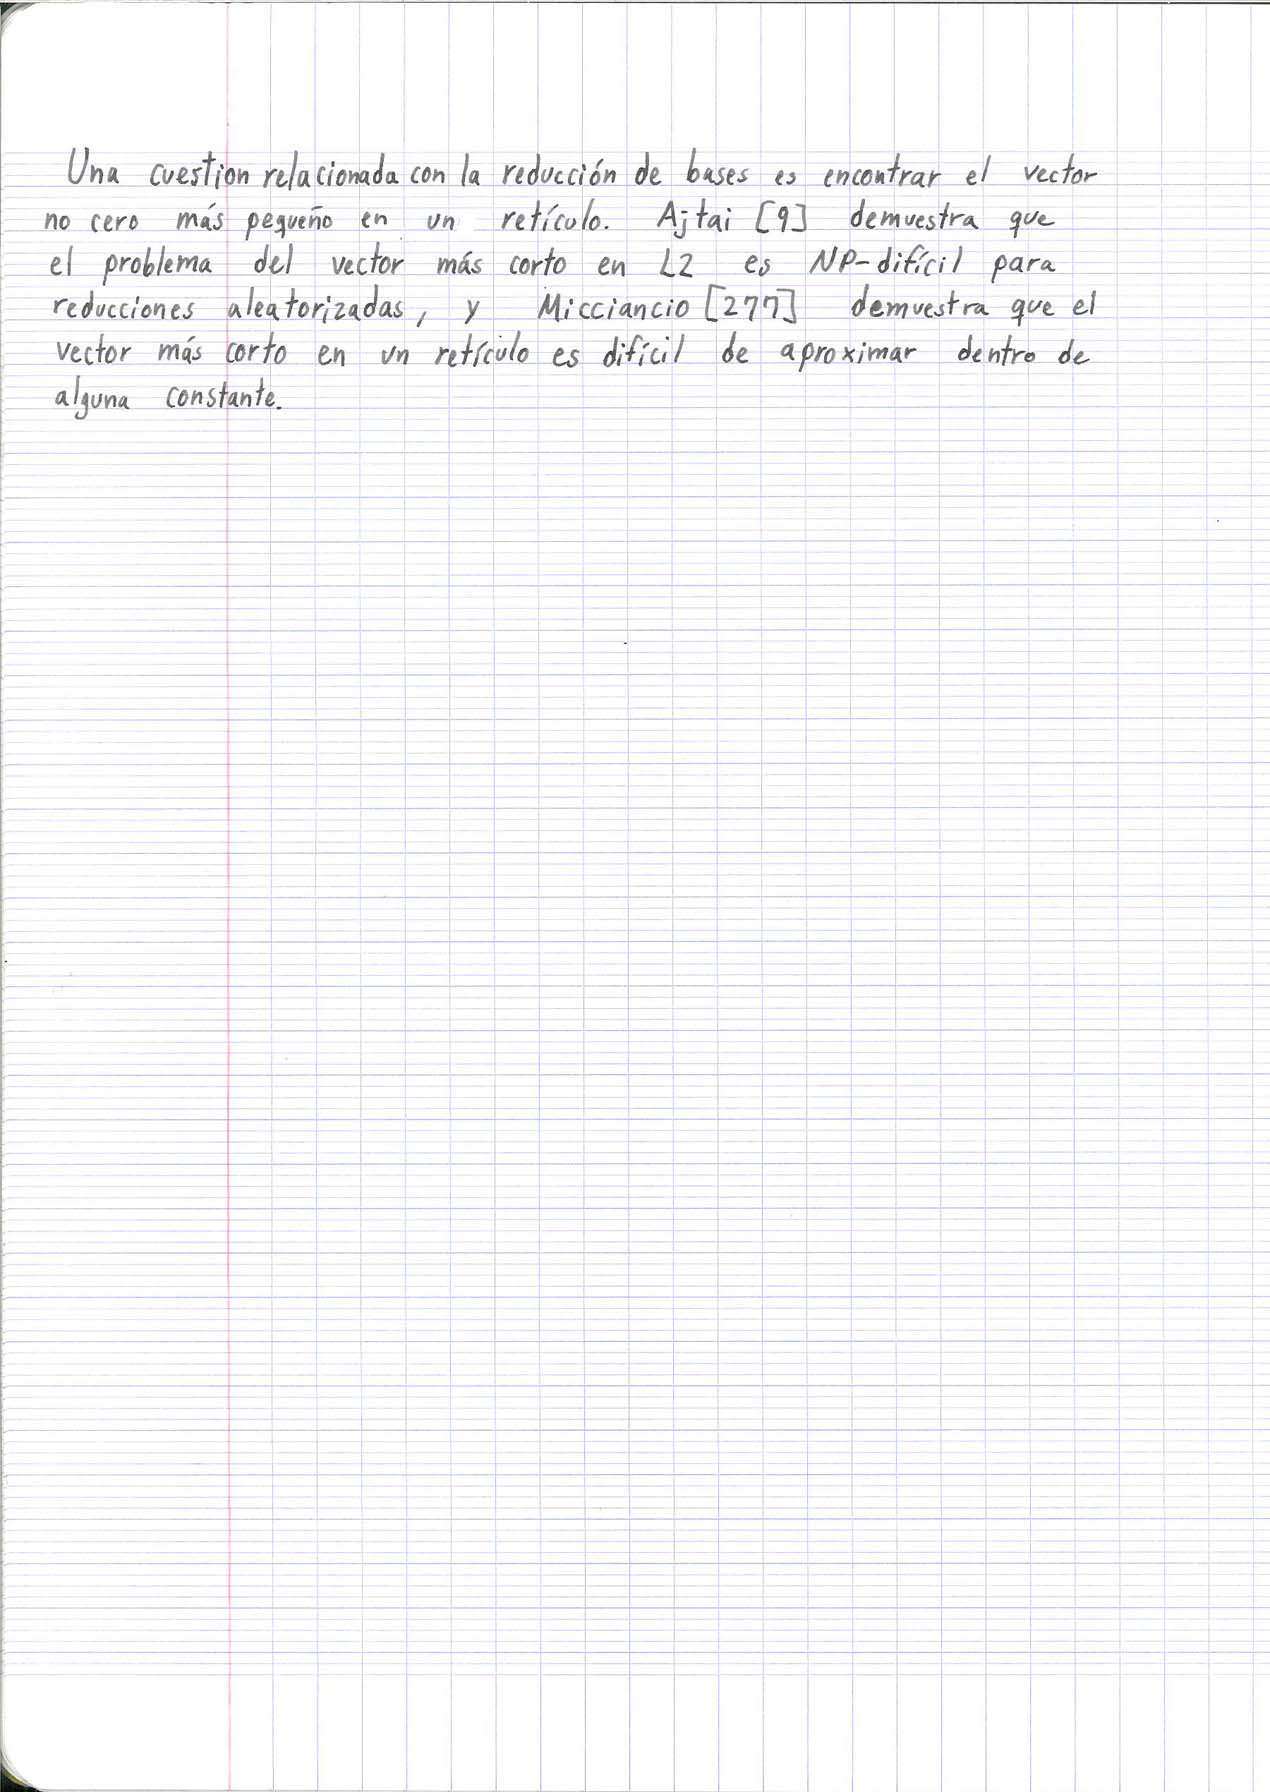 Una cuestion relacionada con la reducción de bases es encontrar el vector
no cero más pequeño en un retículo. Ajtai [9] demuestra que
el problema del vector más corto en L2 es NP-difícil para
reducciones aleatorizadas, y Micciancio [277] demuestra que el
vector más corto en un retículo es difícil de aproximar dentro de
alguna constante.